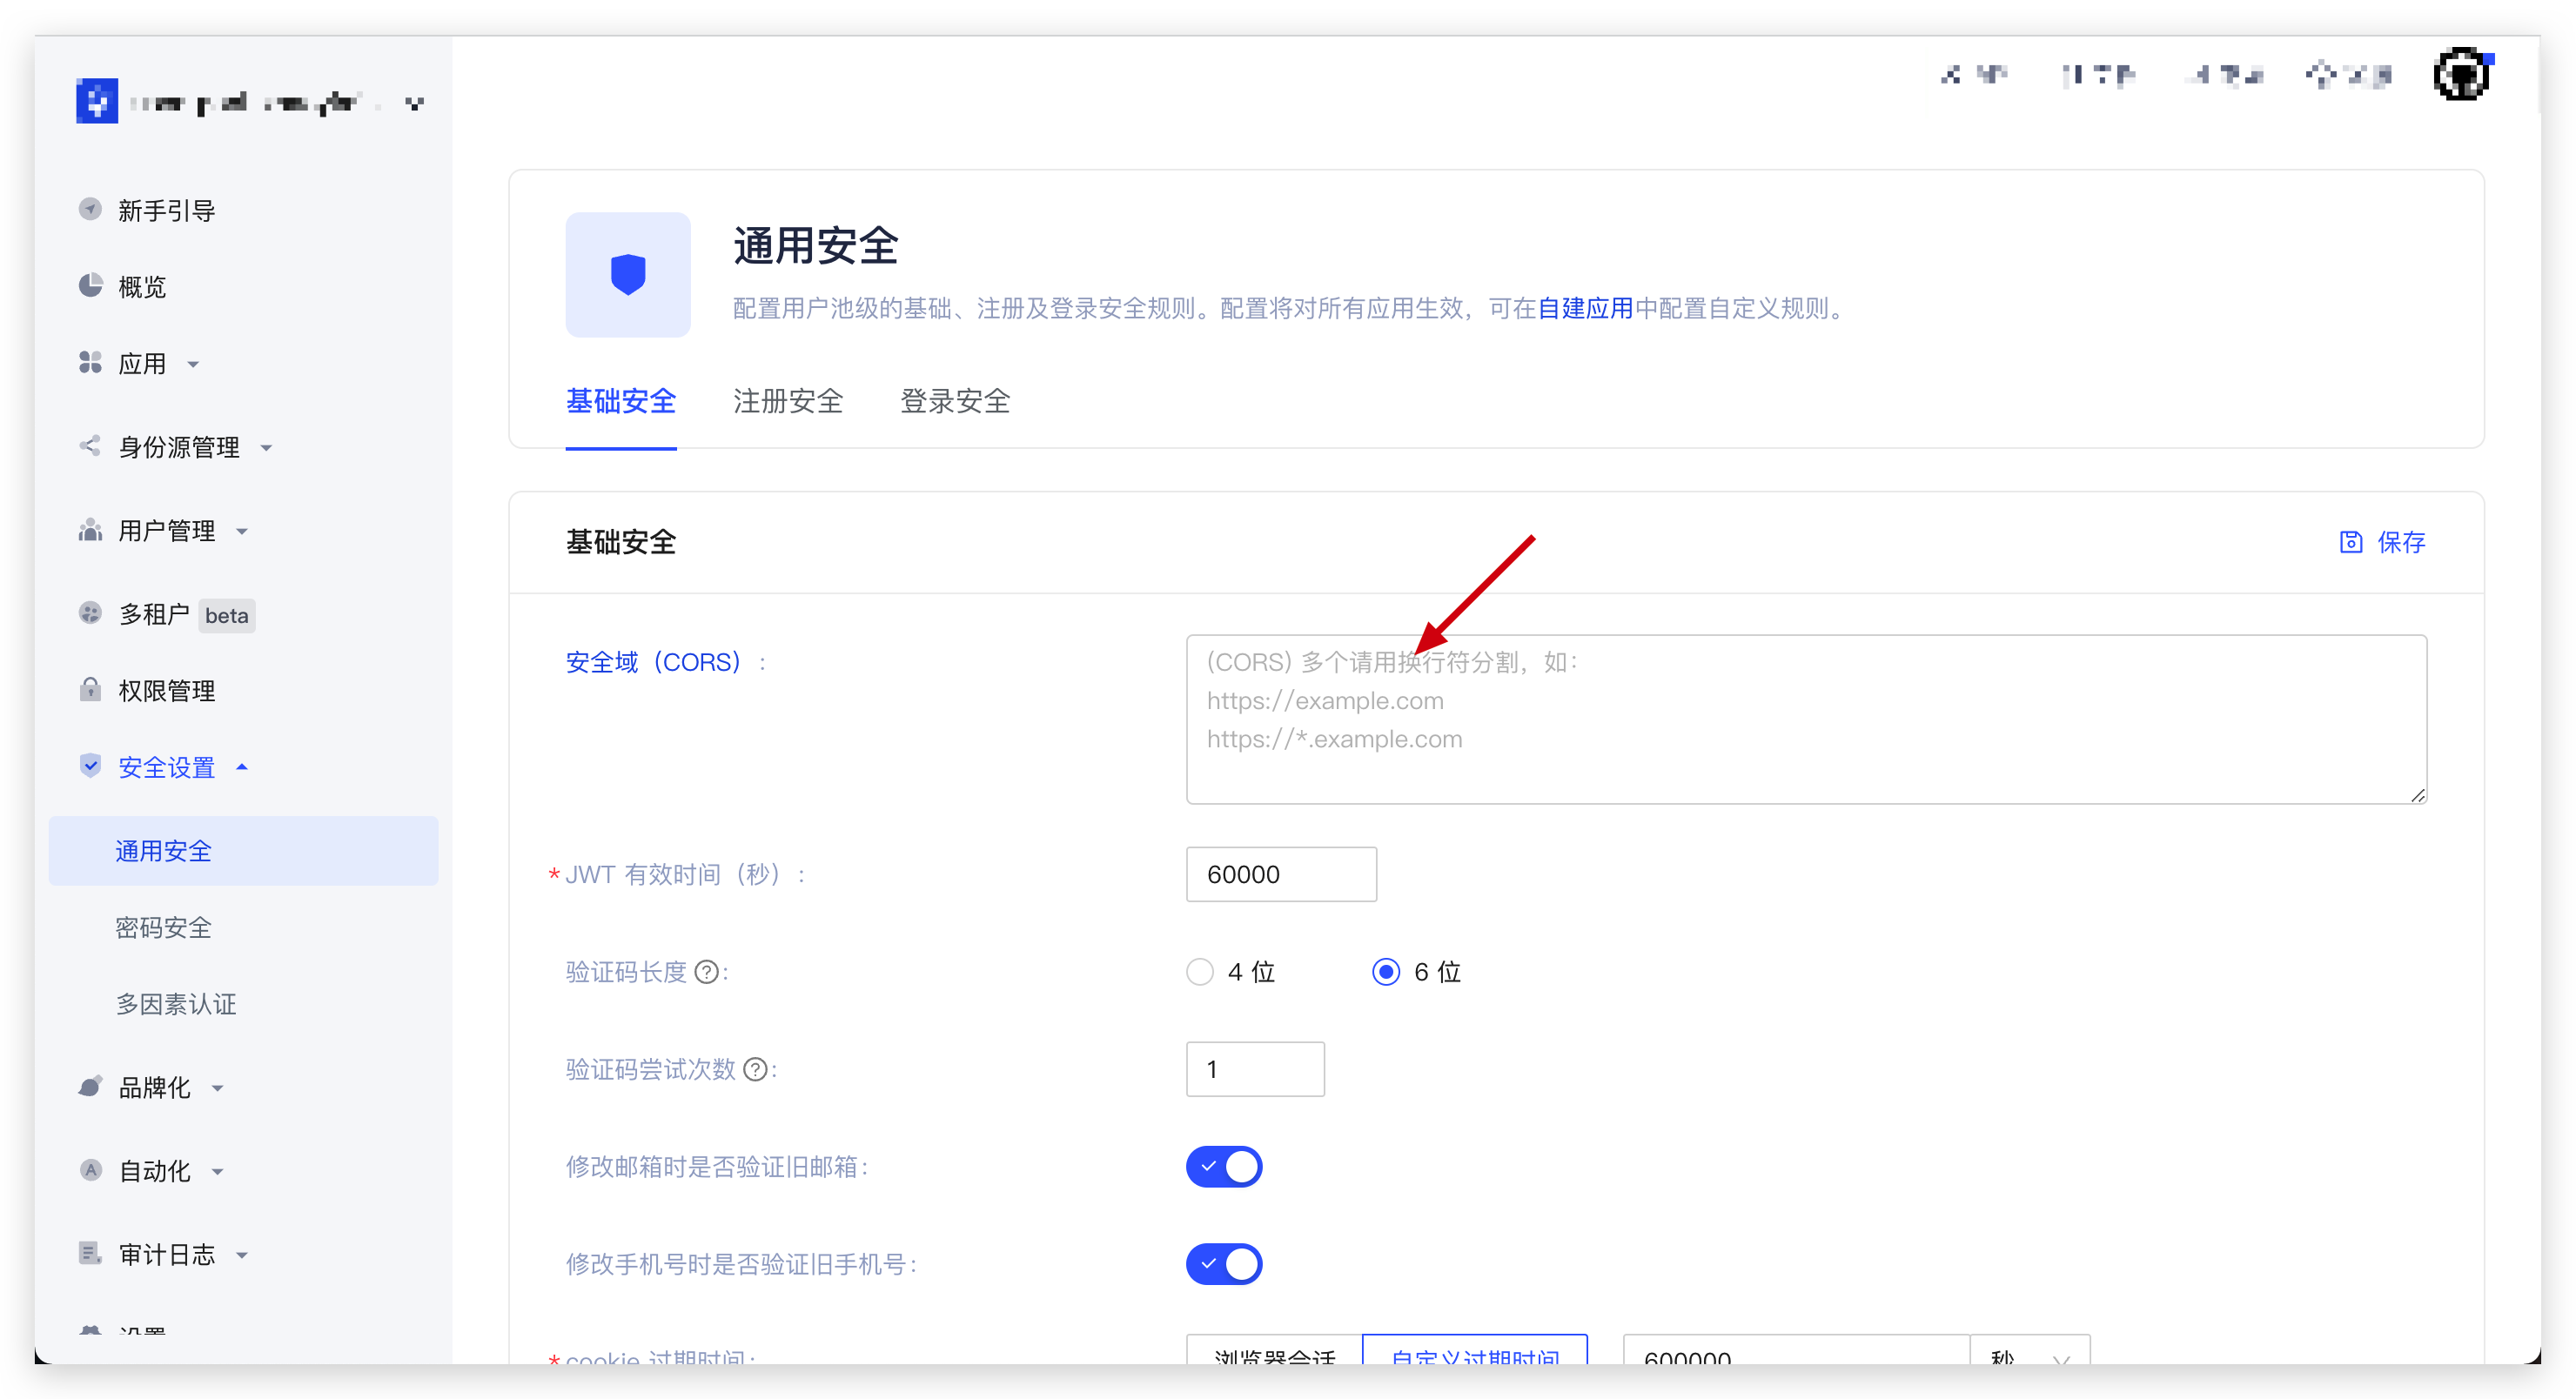 新手引导
概览
应用
身份源管理
用户管理
多租户 beta
权限管理
安全设置
通用安全
密码安全
多因素认证
品牌化
自动化
审计日志
设置
通用安全
配置用户池级的基础、注册及登录安全规则。配置将对所有应用生效，可在自建应用中配置自定义规则。
基础安全 注册安全 登录安全
基础安全 保存
安全域（CORS）:
(CORS) 多个请用换行符分割，如：
https://example.com
https://*.example.com
* JWT 有效时间（秒）: 60000
验证码长度 ?: 4 位 6 位
验证码尝试次数 ?: 1
修改邮箱时是否验证旧邮箱：
修改手机号时是否验证旧手机号：
* cookie 过期时间： 浏览器会话 自定义过期时间 600000 秒